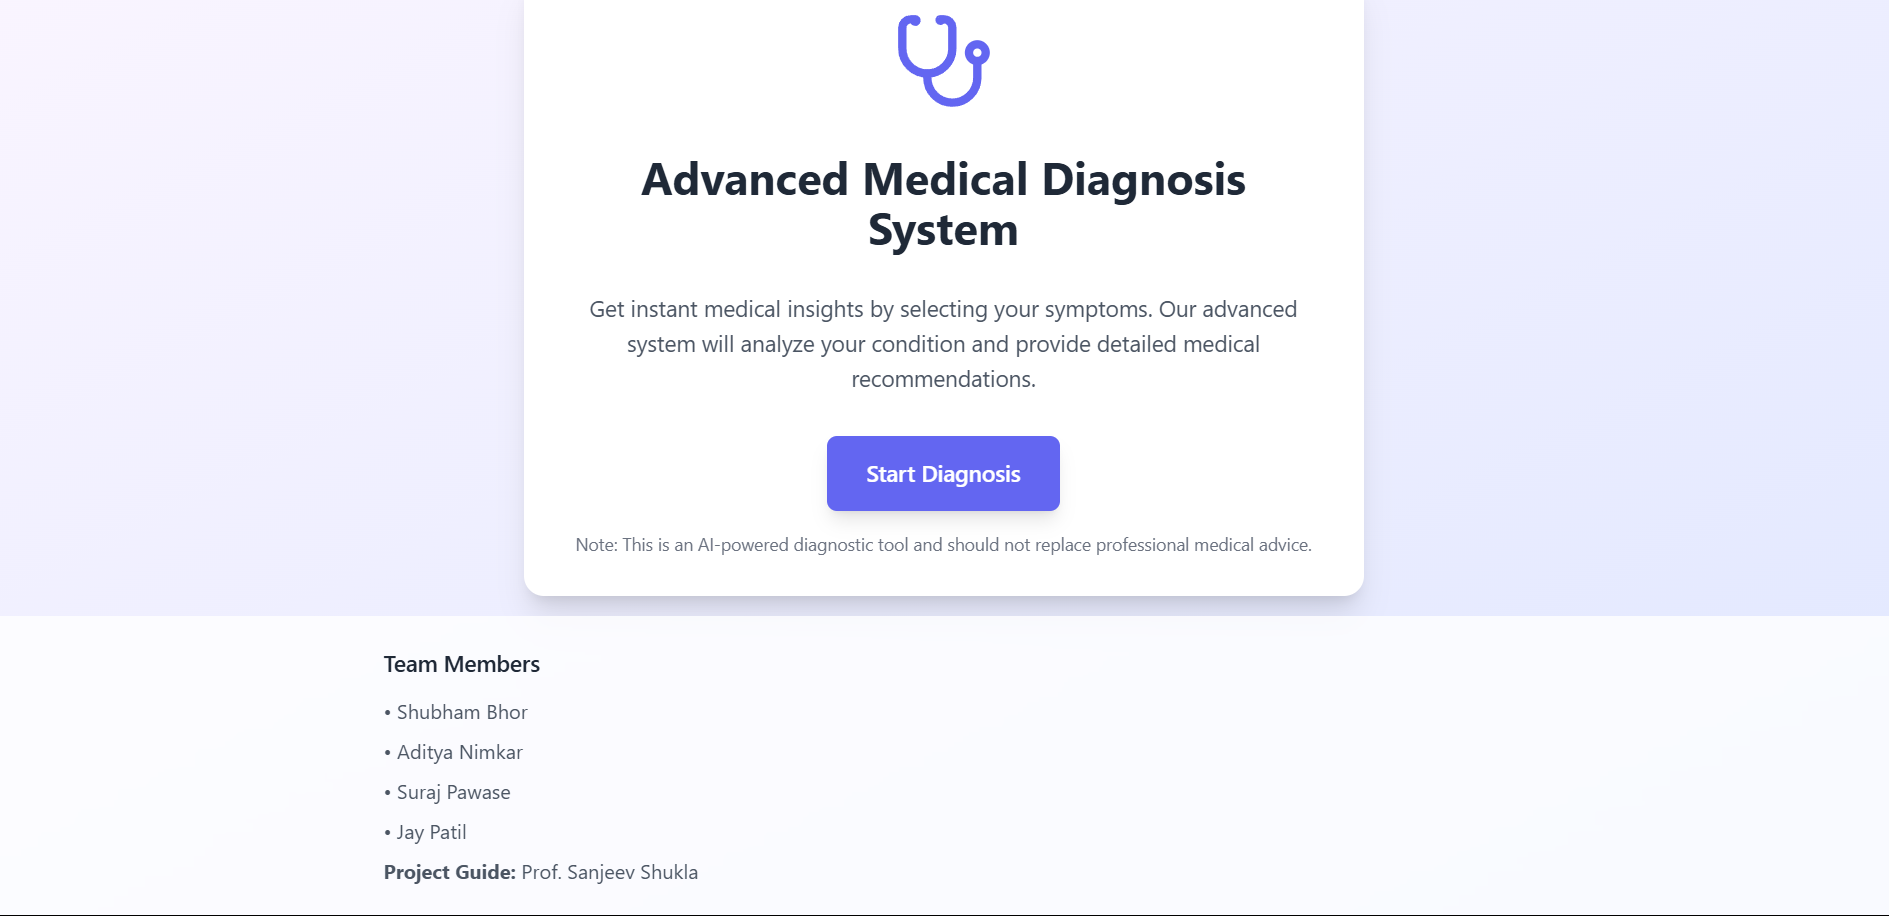 Advanced Medical Diagnosis
System
Get instant medical insights by selecting your symptoms. Our advanced
system will analyze your condition and provide detailed medical
recommendations.
Start Diagnosis
Note: This is an AI-powered diagnostic tool and should not replace professional medical advice.
Team Members
• Shubham Bhor
• Aditya Nimkar
• Suraj Pawase
• Jay Patil
Project Guide: Prof. Sanjeev Shukla